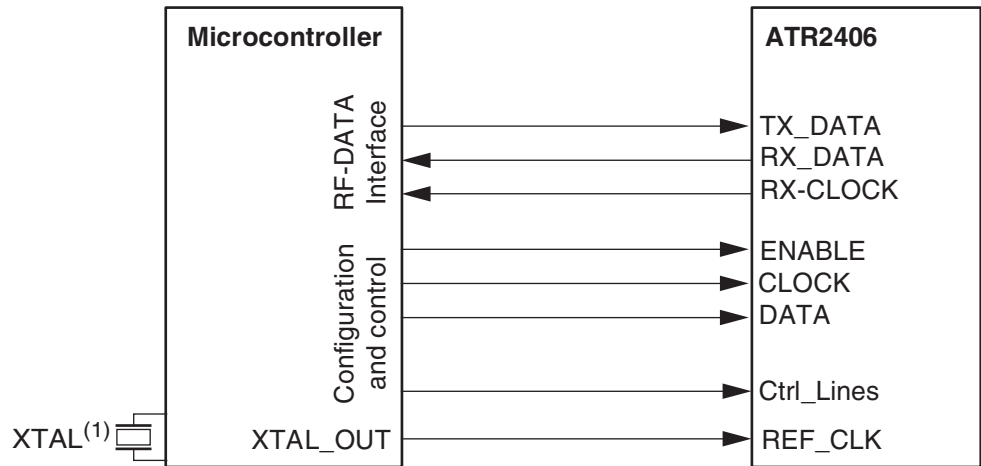 Microcontroller
ATR2406
RF-DATA
Interface
TX_DATA
RX_DATA
RX-CLOCK
Configuration
and control
ENABLE
CLOCK
DATA
Ctrl_Lines
XTAL(1)
XTAL_OUT
REF_CLK